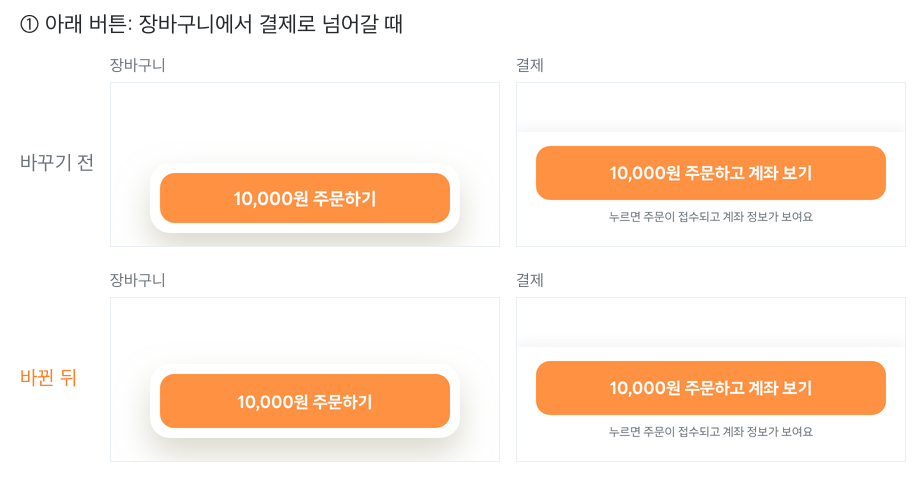 ① 아래 버튼: 장바구니에서 결제로 넘어갈 때
장바구니
결제
바꾸기 전
10,000원 주문하기
10,000원 주문하고 계좌 보기
누르면 주문이 접수되고 계좌 정보가 보여요
장바구니
결제
바뀐 뒤
10,000원 주문하기
10,000원 주문하고 계좌 보기
누르면 주문이 접수되고 계좌 정보가 보여요